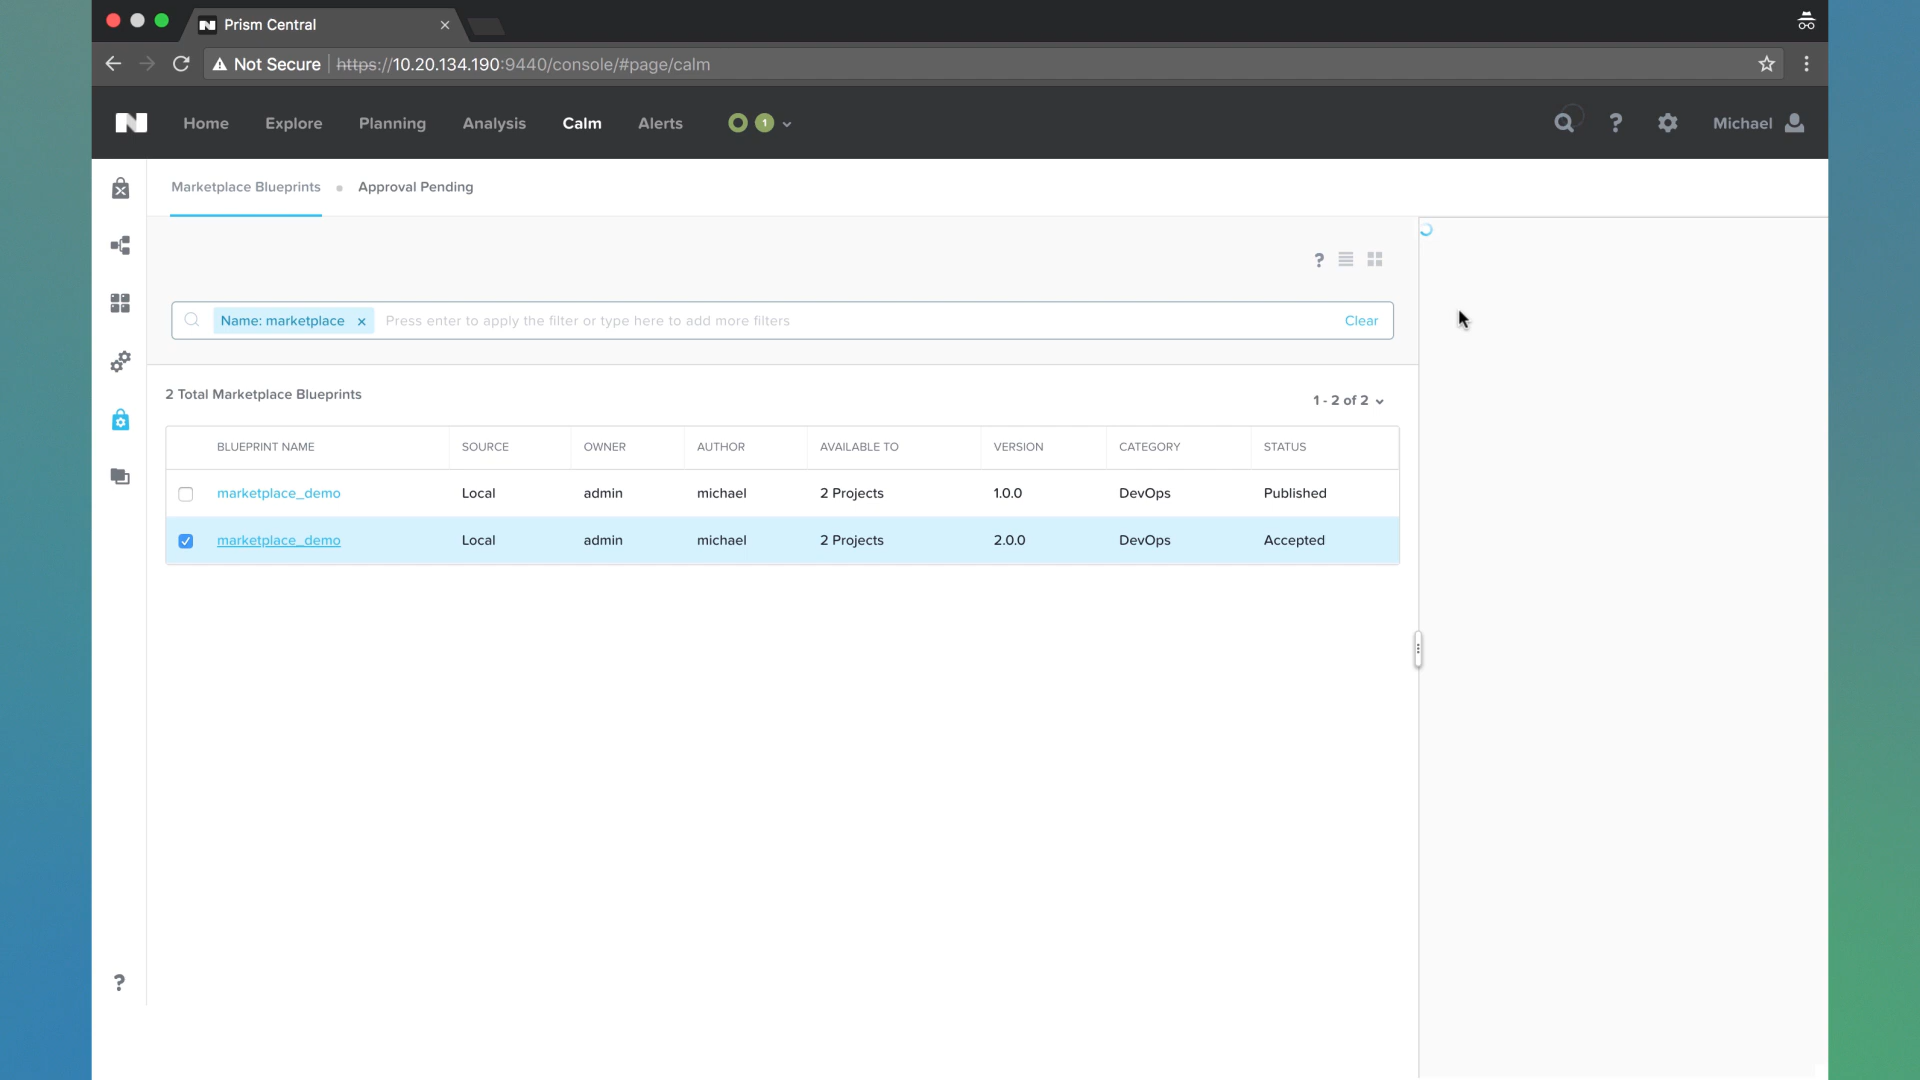 Prism Central
Not Secure https://10.20.134.190:9440/console/#page/calm
Home Explore Planning Analysis Calm Alerts 1 ? Michael
Marketplace Blueprints Approval Pending
?
Name: marketplace × Press enter to apply the filter or type here to add more filters Clear
2 Total Marketplace Blueprints
1 - 2 of 2
BLUEPRINT NAME SOURCE OWNER AUTHOR AVAILABLE TO VERSION CATEGORY STATUS
marketplace_demo Local admin michael 2 Projects 1.0.0 DevOps Published
marketplace_demo Local admin michael 2 Projects 2.0.0 DevOps Accepted
?